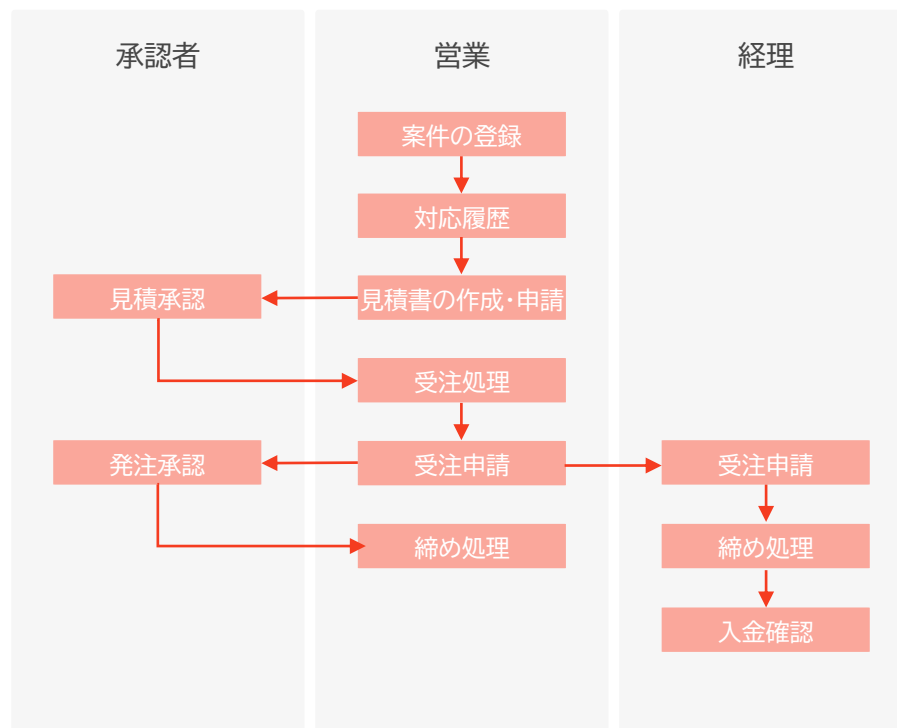 承認者
営業
経理
案件の登録
対応履歴
見積承認
見積書の作成・申請
受注処理
発注承認
受注申請
受注申請
締め処理
締め処理
入金確認